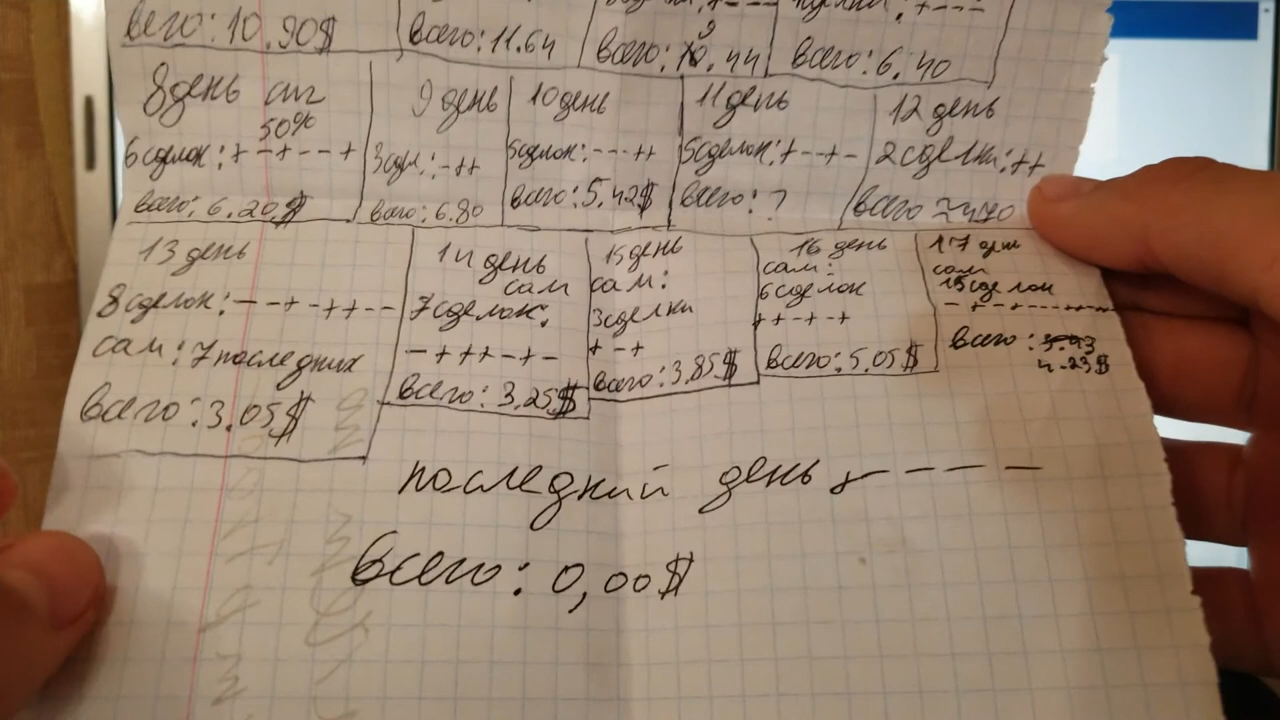 всего: 10.90$
всего: 11.64
всего: 9.44
всего: 6.40
8 день
50%
6 сделок: + - + - - +
всего: 6.20$
9 день
3 сдел: - + +
всего: 6.80
10 день
5 сделок: - - - + +
всего: 5.42$
11 день
5 сделок: + - - + -
всего: ?
12 день
2 сделки: + +
всего ≈ 4.70
13 день
8 сделок: - - + - + + - -
сам: 7 последних
всего: 3.05$
14 день
сам
7 сделок:
- + + + - + -
всего: 3.25$
15 день
сам:
3 сделки
+ - +
всего: 3.85$
16 день
сам:
6 сделок
+ + - + - +
всего: 5.05$
17 день
сам
15 сделок
всего:
4.23$
последний день + - - - -
всего: 0,00$